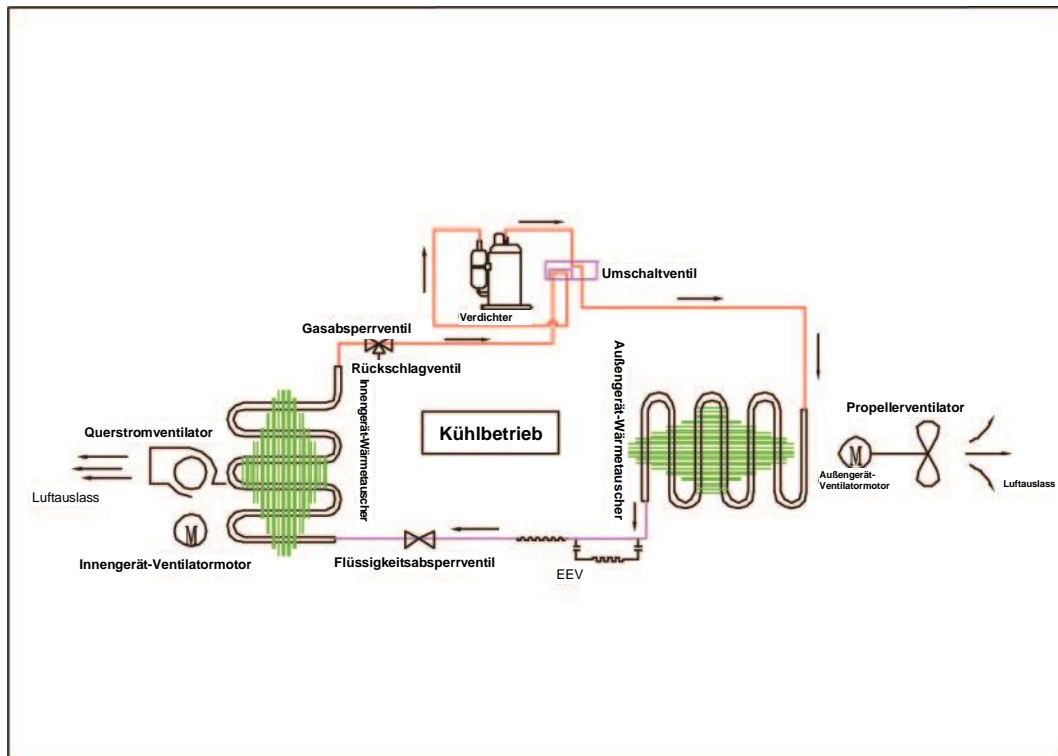 Umschaltventil
Verdichter
Gasabsperrventil
Rückschlagventil
Innengerät-Wärmetauscher
Außengerät-Wärmetauscher
Kühlbetrieb
Querstromventilator
Luftauslass
M
Innengerät-Ventilatormotor
Flüssigkeitsabsperrventil
EEV
Propellerventilator
M
Außengerät-
Ventilatormotor
Luftauslass